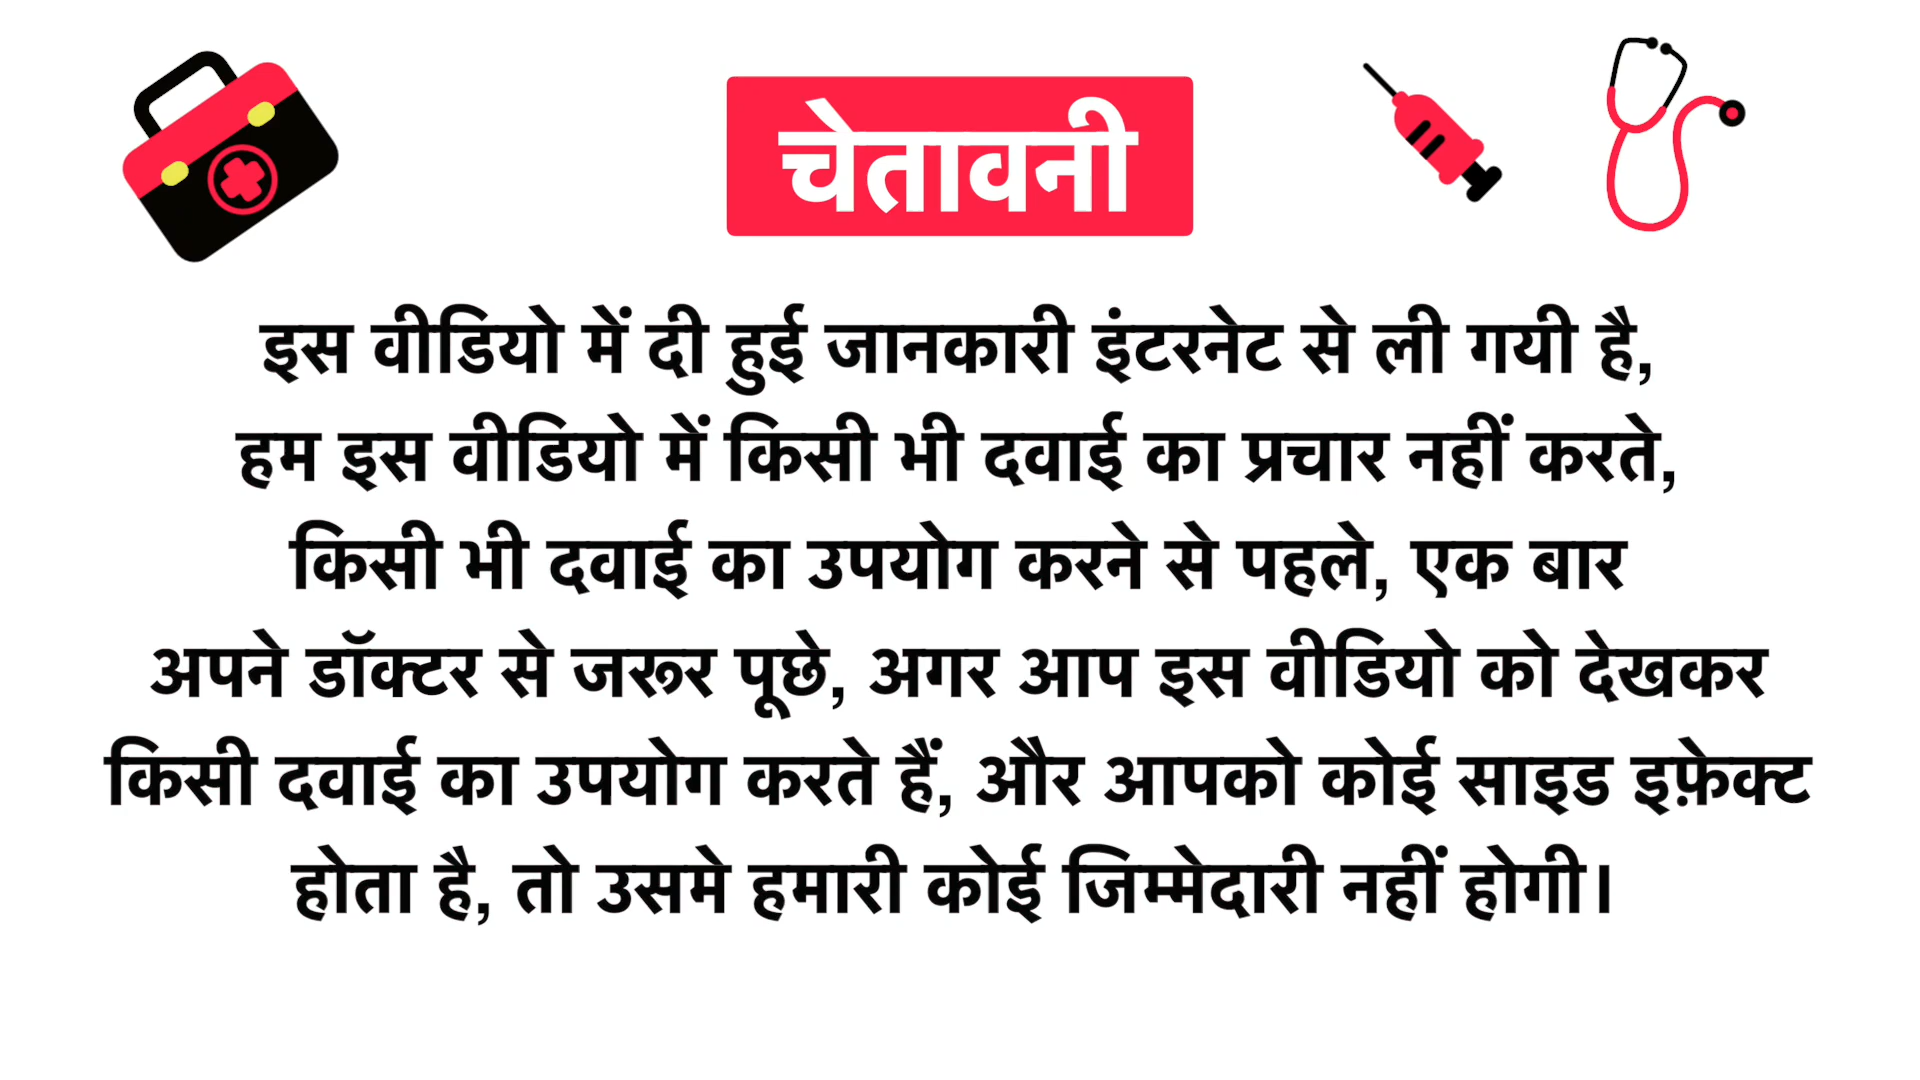 चेतावनी
इस वीडियो में दी हुई जानकारी इंटरनेट से ली गयी है,
हम इस वीडियो में किसी भी दवाई का प्रचार नहीं करते,
किसी भी दवाई का उपयोग करने से पहले, एक बार
अपने डॉक्टर से जरूर पूछे, अगर आप इस वीडियो को देखकर
किसी दवाई का उपयोग करते हैं, और आपको कोई साइड इफ़ेक्ट
होता है, तो उसमे हमारी कोई जिम्मेदारी नहीं होगी।